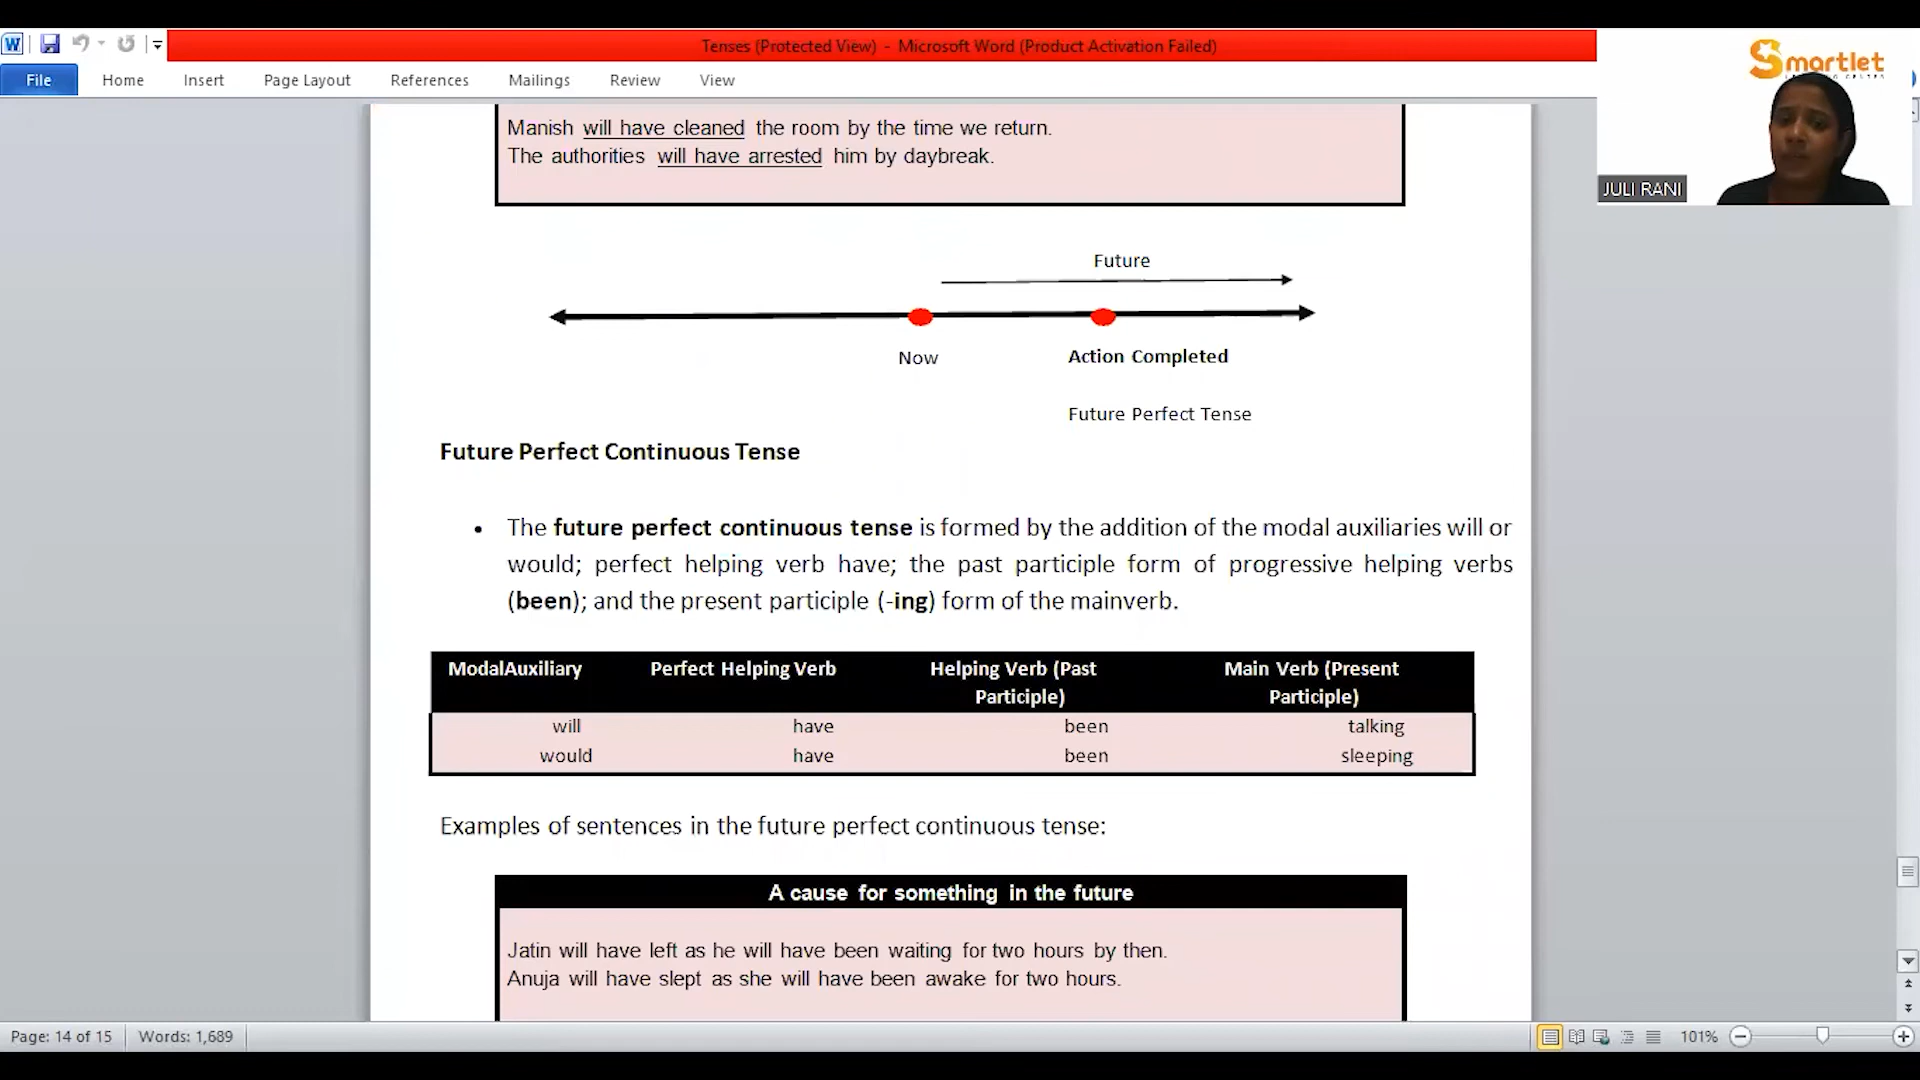 Tenses (Protected View) - Microsoft Word (Product Activation Failed)
File Home Insert Page Layout References Mailings Review View
Smartlet
JULI RANI
Manish will have cleaned the room by the time we return.
The authorities will have arrested him by daybreak.
Future
Now Action Completed
Future Perfect Tense
Future Perfect Continuous Tense
• The future perfect continuous tense is formed by the addition of the modal auxiliaries will or
would; perfect helping verb have; the past participle form of progressive helping verbs
(been); and the present participle (-ing) form of the mainverb.
ModalAuxiliary Perfect Helping Verb Helping Verb (Past Main Verb (Present
Participle) Participle)
will have been talking
would have been sleeping
Examples of sentences in the future perfect continuous tense:
A cause for something in the future
Jatin will have left as he will have been waiting for two hours by then.
Anuja will have slept as she will have been awake for two hours.
Page: 14 of 15 Words: 1,689 101%